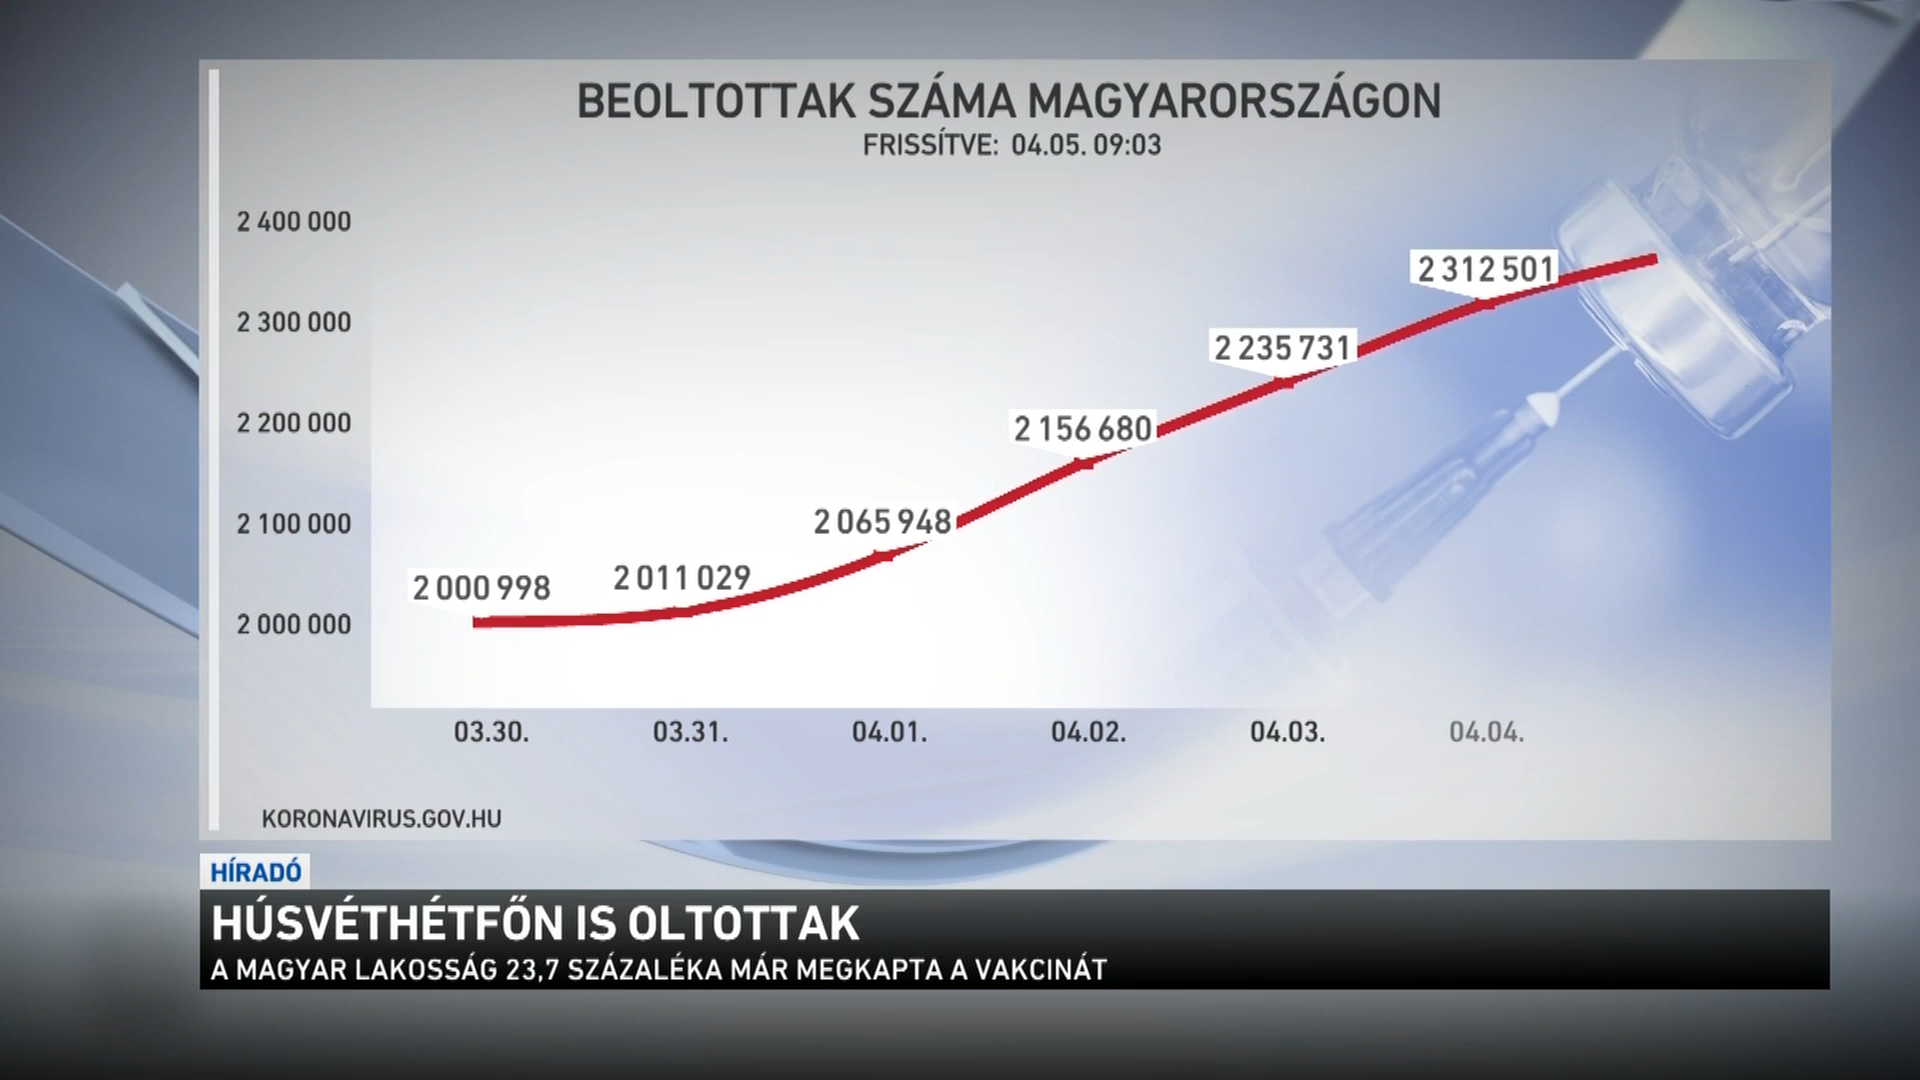 BEOLTOTTAK SZÁMA MAGYARORSZÁGON
FRISSÍTVE: 04.05. 09:03
2 400 000
2 300 000
2 200 000
2 100 000
2 000 000
2 000 998
2 011 029
2 065 948
2 156 680
2 235 731
2 312 501
03.30. 03.31. 04.01. 04.02. 04.03. 04.04.
KORONAVIRUS.GOV.HU
HÍRADÓ
HÚSVÉTHÉTFŐN IS OLTOTTAK
A MAGYAR LAKOSSÁG 23,7 SZÁZALÉKA MÁR MEGKAPTA A VAKCINÁT